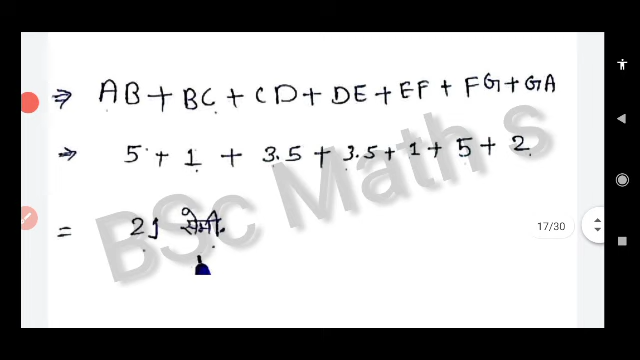 ⇒ AB + BC + CD + DE + EF + FG + GA
⇒ 5 + 1 + 3.5 + 3.5 + 1 + 5 + 2
= 21 सेमी.
BSc Math s
17/30